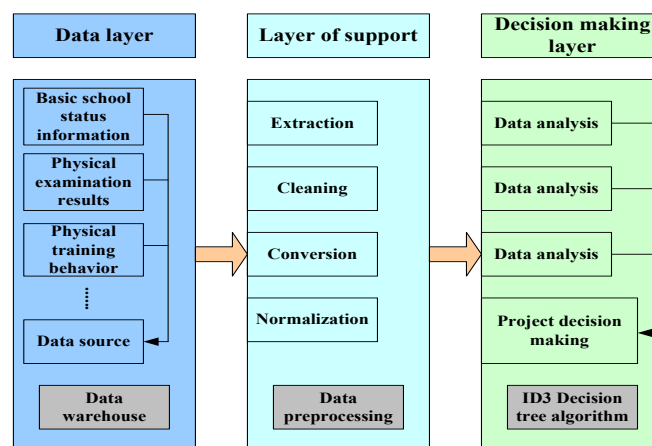 Data layer
Layer of support
Decision making
layer
Basic school
status
information
Physical
examination
results
Physical
training
behavior
Data source
Data
warehouse
Extraction
Cleaning
Conversion
Normalization
Data
preprocessing
Data analysis
Data analysis
Data analysis
Project decision
making
ID3 Decision
tree algorithm